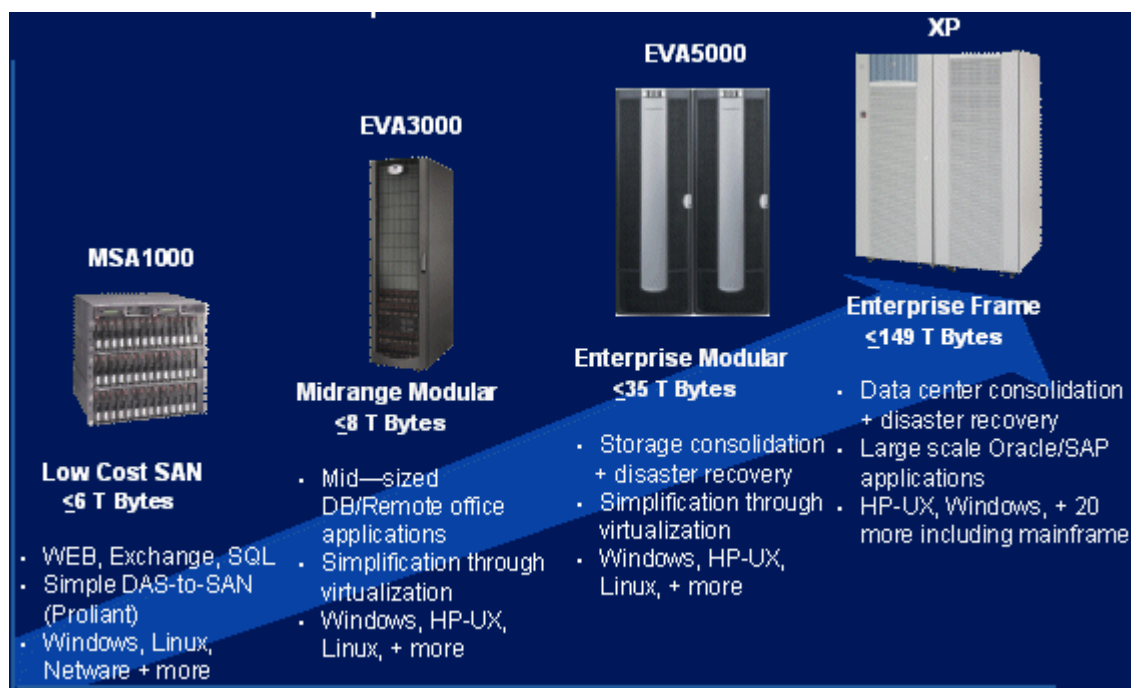 MSA1000
Low Cost SAN
≤6 T Bytes
• WEB, Exchange, SQL
• Simple DAS-to-SAN
(Proliant)
• Windows, Linux,
Netware + more
EVA3000
Midrange Modular
≤8 T Bytes
• Mid—sized
DB/Remote office
applications
• Simplification through
virtualization
• Windows, HP-UX,
Linux, + more
EVA5000
Enterprise Modular
≤35 T Bytes
• Storage consolidation
+ disaster recovery
• Simplification through
virtualization
• Windows, HP-UX,
Linux, + more
XP
Enterprise Frame
≤149 T Bytes
• Data center consolidation
+ disaster recovery
• Large scale Oracle/SAP
applications
• HP-UX, Windows, + 20
more including mainframe